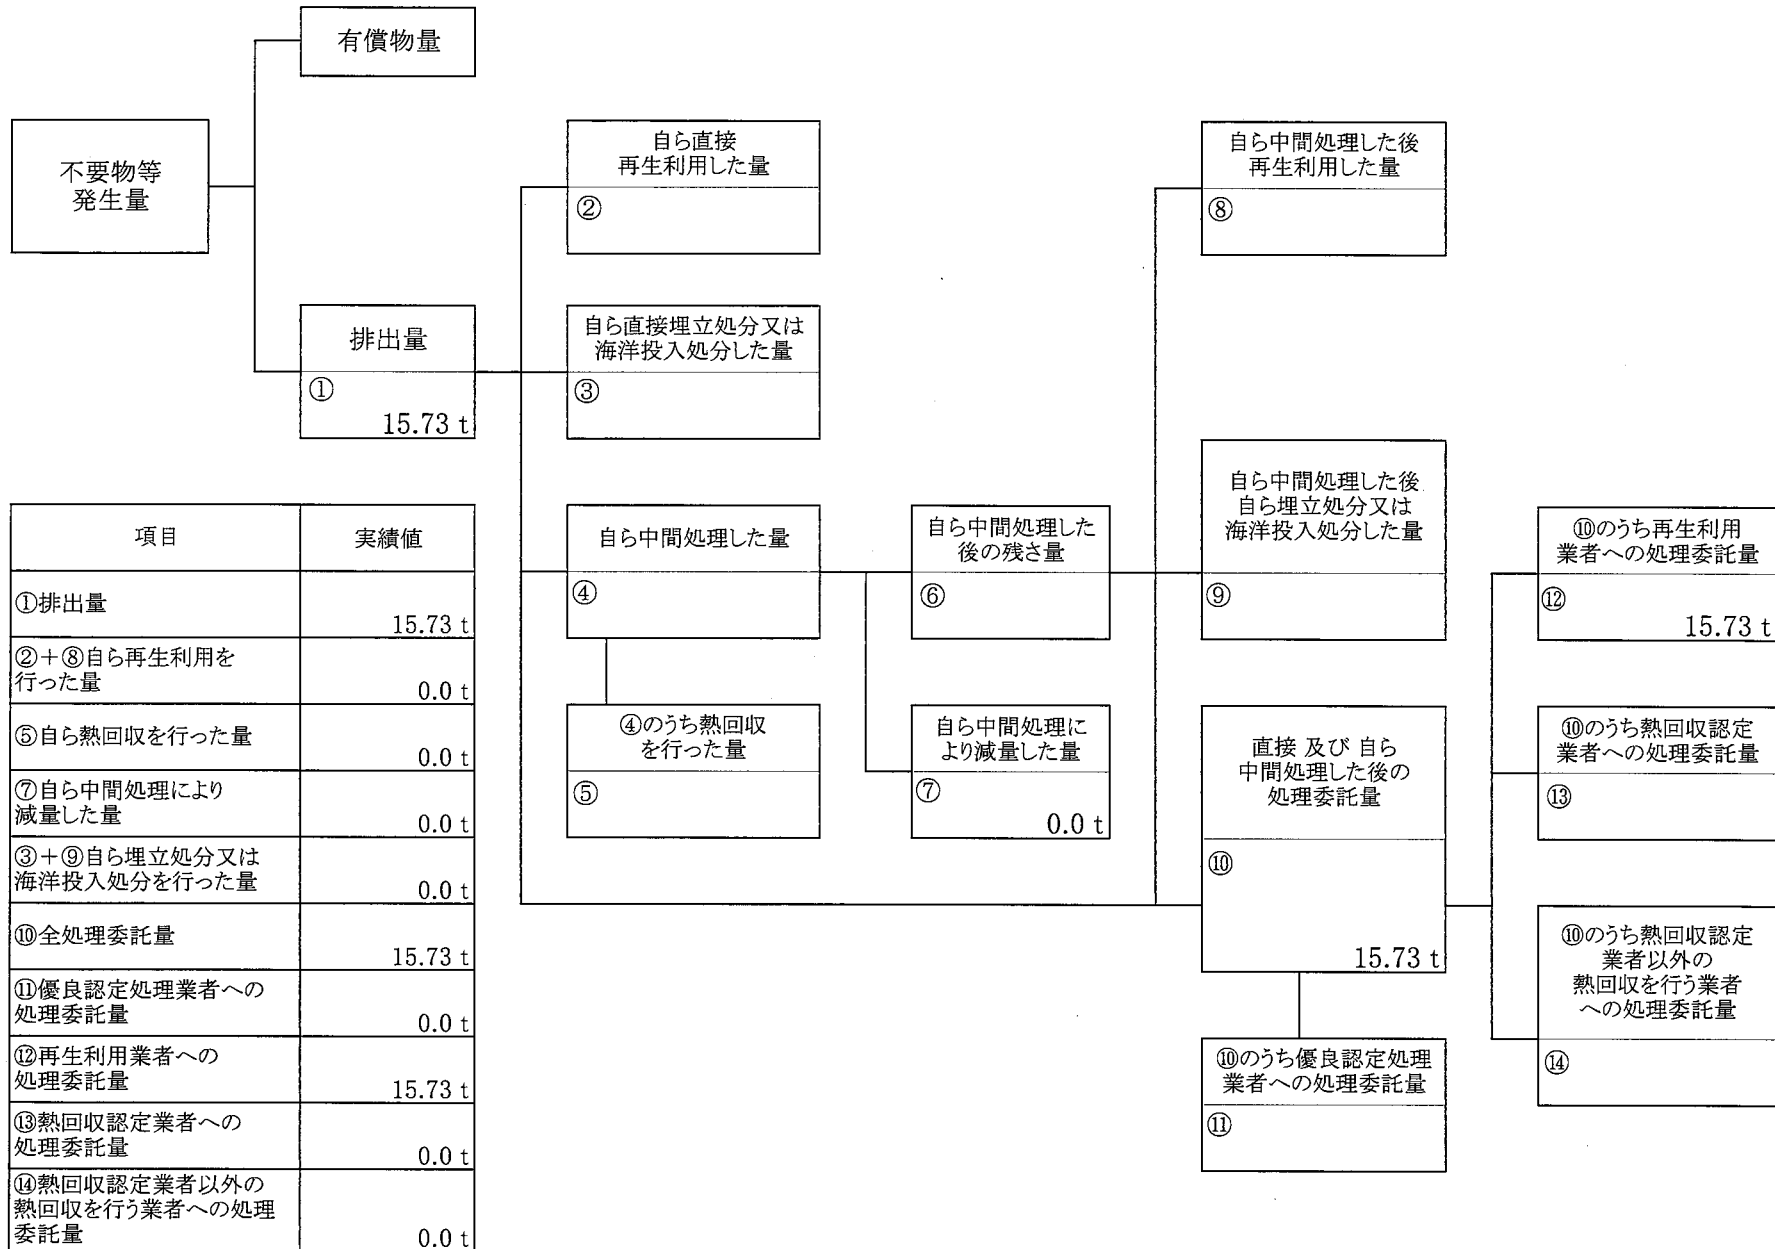 有償物量
不要物等
発生量
排出量
①
15.73 t
自ら直接
再生利用した量
②
自ら直接埋立処分又は
海洋投入処分した量
③
自ら中間処理した量
④
④のうち熱回収
を行った量
⑤
自ら中間処理した
後の残さ量
⑥
自ら中間処理に
より減量した量
⑦
0.0 t
自ら中間処理した後
再生利用した量
⑧
自ら中間処理した後
自ら埋立処分又は
海洋投入処分した量
⑨
直接 及び 自ら
中間処理した後の
処理委託量
⑩
15.73 t
⑩のうち優良認定処理
業者への処理委託量
⑪
⑩のうち再生利用
業者への処理委託量
⑫
15.73 t
⑩のうち熱回収認定
業者への処理委託量
⑬
⑩のうち熱回収認定
業者以外の
熱回収を行う業者
への処理委託量
⑭
項目 実績値
①排出量
15.73 t
②+⑧自ら再生利用を
行った量
0.0 t
⑤自ら熱回収を行った量
0.0 t
⑦自ら中間処理により
減量した量
0.0 t
③+⑨自ら埋立処分又は
海洋投入処分を行った量
0.0 t
⑩全処理委託量
15.73 t
⑪優良認定処理業者への
処理委託量
0.0 t
⑫再生利用業者への
処理委託量
15.73 t
⑬熱回収認定業者への
処理委託量
0.0 t
⑭熱回収認定業者以外の
熱回収を行う業者への処理
委託量
0.0 t